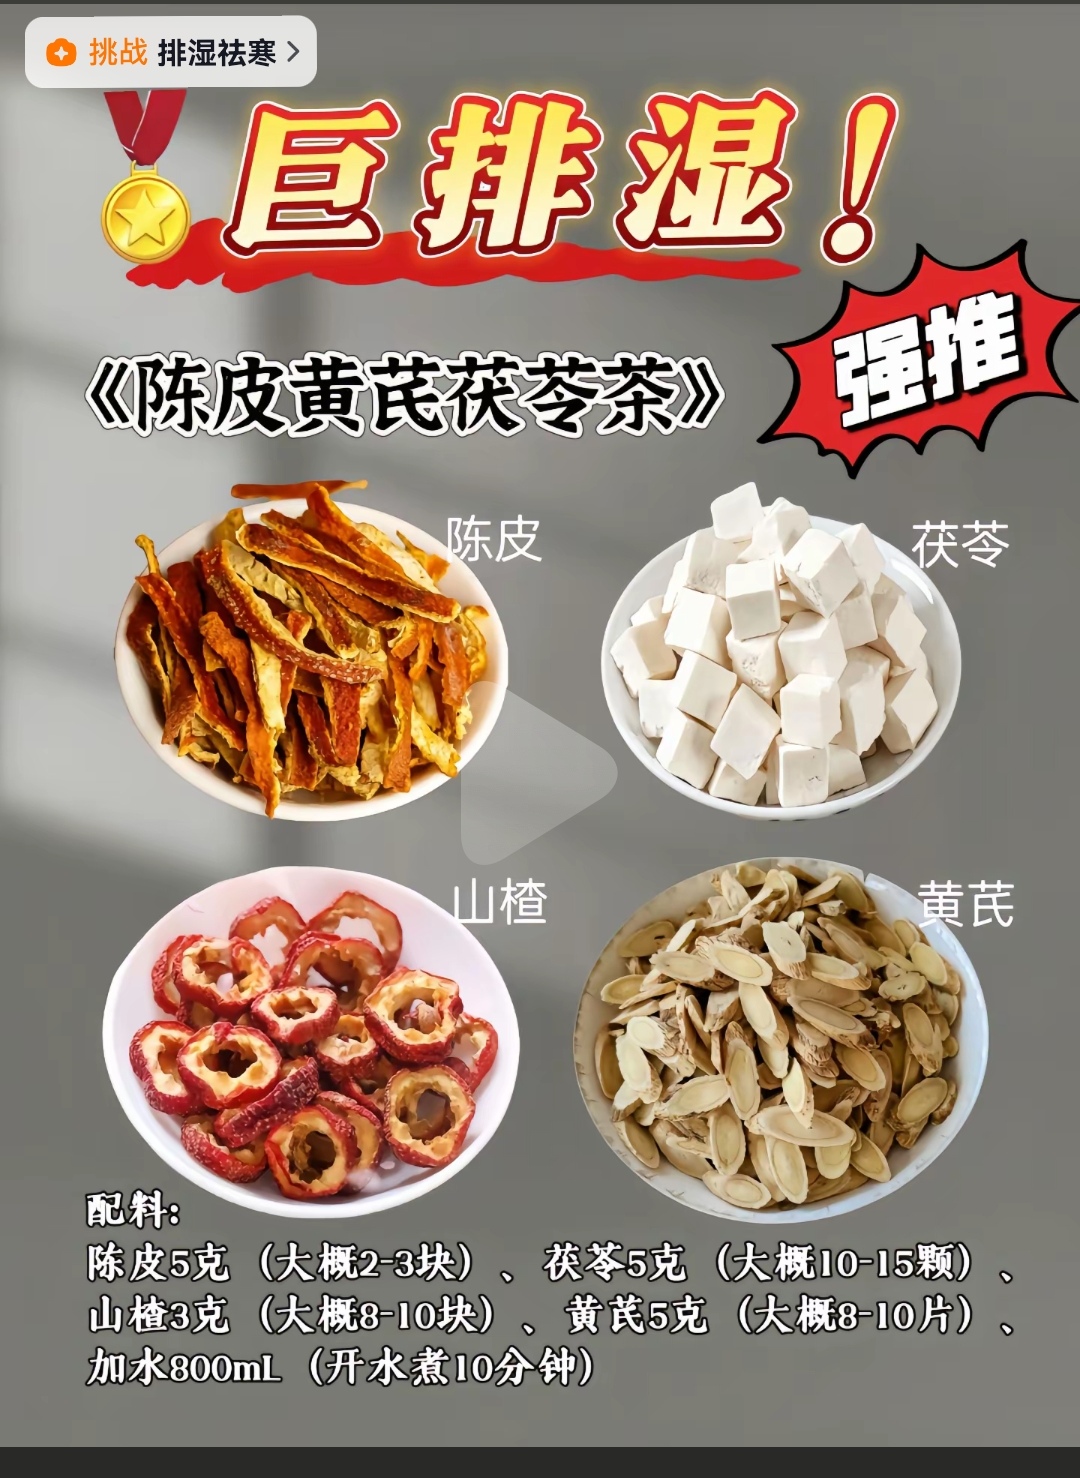 挑战 排湿祛寒
巨排湿！
强推
《陈皮黄芪茯苓茶》
陈皮
茯苓
山楂
黄芪
配料:
陈皮5克（大概2-3块）、茯苓5克（大概10-15颗）、
山楂3克（大概8-10块）、黄芪5克（大概8-10片）、
加水800mL（开水煮10分钟）